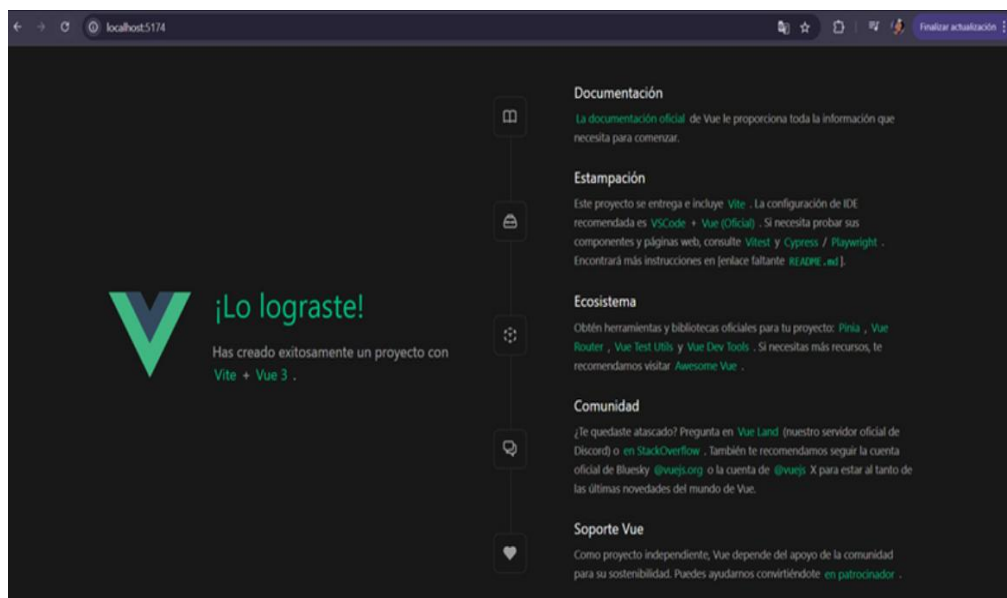 localhost:5174
Finalizar actualización
Documentación
La documentación oficial de Vue le proporciona toda la información que
necesita para comenzar.
Estampación
Este proyecto se entrega e incluye Vite . La configuración de IDE
recomendada es VSCode + Vue (Oficial) . Si necesita probar sus
componentes y páginas web, consulte Vitest y Cypress / Playwright .
Encontrará más instrucciones en [enlace faltante README.md ].
¡Lo lograste!
Has creado exitosamente un proyecto con
Vite + Vue 3 .
Ecosistema
Obtén herramientas y bibliotecas oficiales para tu proyecto: Pinia , Vue
Router , Vue Test Utils y Vue Dev Tools . Si necesitas más recursos, te
recomendamos visitar Awesome Vue .
Comunidad
¿Te quedaste atascado? Pregunta en Vue Land (nuestro servidor oficial de
Discord) o en StackOverflow . También te recomendamos seguir la cuenta
oficial de Bluesky @vuejs.org o la cuenta de @vuejs X para estar al tanto de
las últimas novedades del mundo de Vue.
Soporte Vue
Como proyecto independiente, Vue depende del apoyo de la comunidad
para su sostenibilidad. Puedes ayudarnos convirtiéndote en patrocinador .